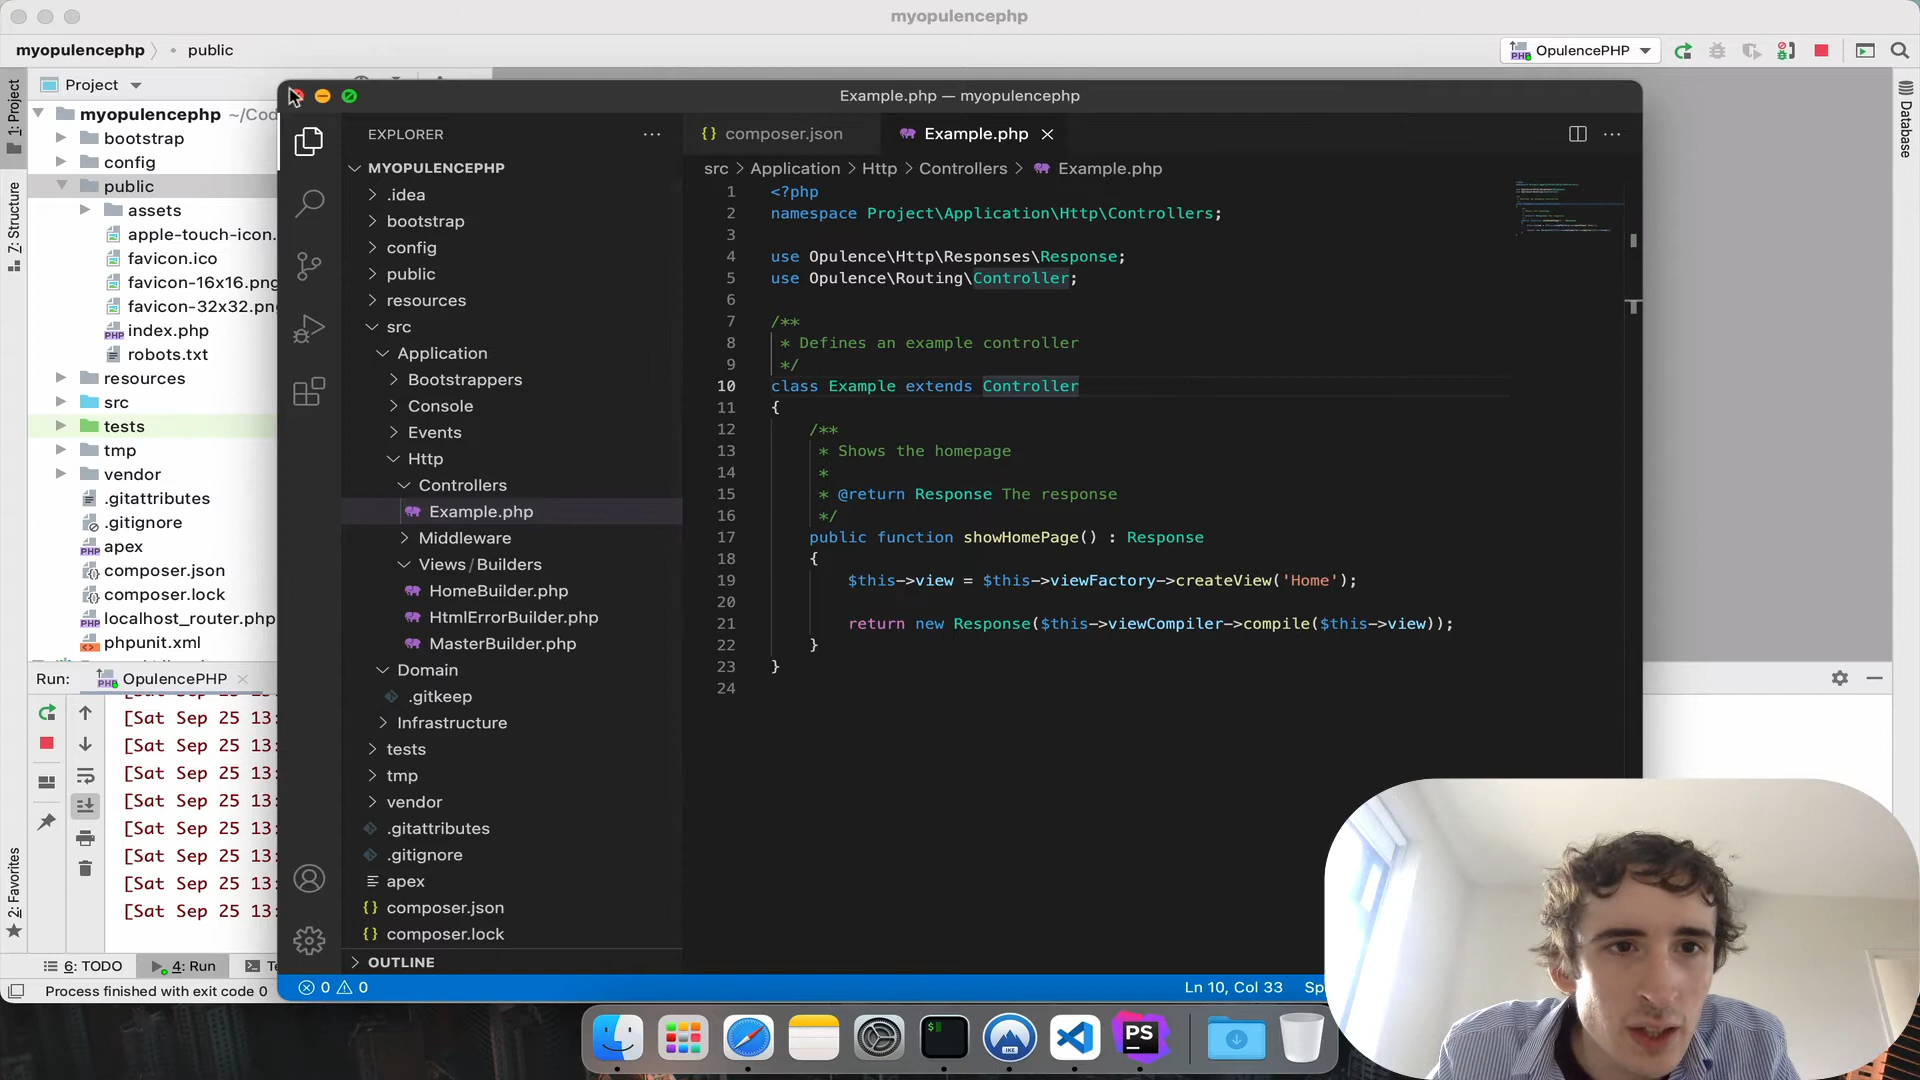 myopulencephp
myopulencephp
public
OpulencePHP
Project
myopulencephp ~/Cod
bootstrap
config
public
assets
apple-touch-icon.
favicon.ico
favicon-16x16.png
favicon-32x32.png
index.php
robots.txt
resources
src
tests
tmp
vendor
.gitattributes
.gitignore
apex
composer.json
composer.lock
localhost_router.php
phpunit.xml
1: Project
7: Structure
2: Favorites
Database
Run: OpulencePHP
[Sat Sep 25 13:
[Sat Sep 25 13:
[Sat Sep 25 13:
[Sat Sep 25 13:
[Sat Sep 25 13:
[Sat Sep 25 13:
[Sat Sep 25 13:
[Sat Sep 25 13:
6: TODO 4: Run Te
Process finished with exit code 0
Example.php — myopulencephp
EXPLORER
MYOPULENCEPHP
.idea
bootstrap
config
public
resources
src
Application
Bootstrappers
Console
Events
Http
Controllers
Example.php
Middleware
Views/Builders
HomeBuilder.php
HtmlErrorBuilder.php
MasterBuilder.php
Domain
.gitkeep
Infrastructure
tests
tmp
vendor
.gitattributes
.gitignore
apex
composer.json
composer.lock
OUTLINE
composer.json
Example.php
src > Application > Http > Controllers > Example.php
1 <?php
2 namespace Project\Application\Http\Controllers;
3
4 use Opulence\Http\Responses\Response;
5 use Opulence\Routing\Controller;
6
7 /**
8 * Defines an example controller
9 */
10 class Example extends Controller
11 {
12 /**
13 * Shows the homepage
14 *
15 * @return Response The response
16 */
17 public function showHomePage() : Response
18 {
19 $this->view = $this->viewFactory->createView('Home');
20
21 return new Response($this->viewCompiler->compile($this->view));
22 }
23 }
24
0 0
Ln 10, Col 33 Sp
$
IKE
PS